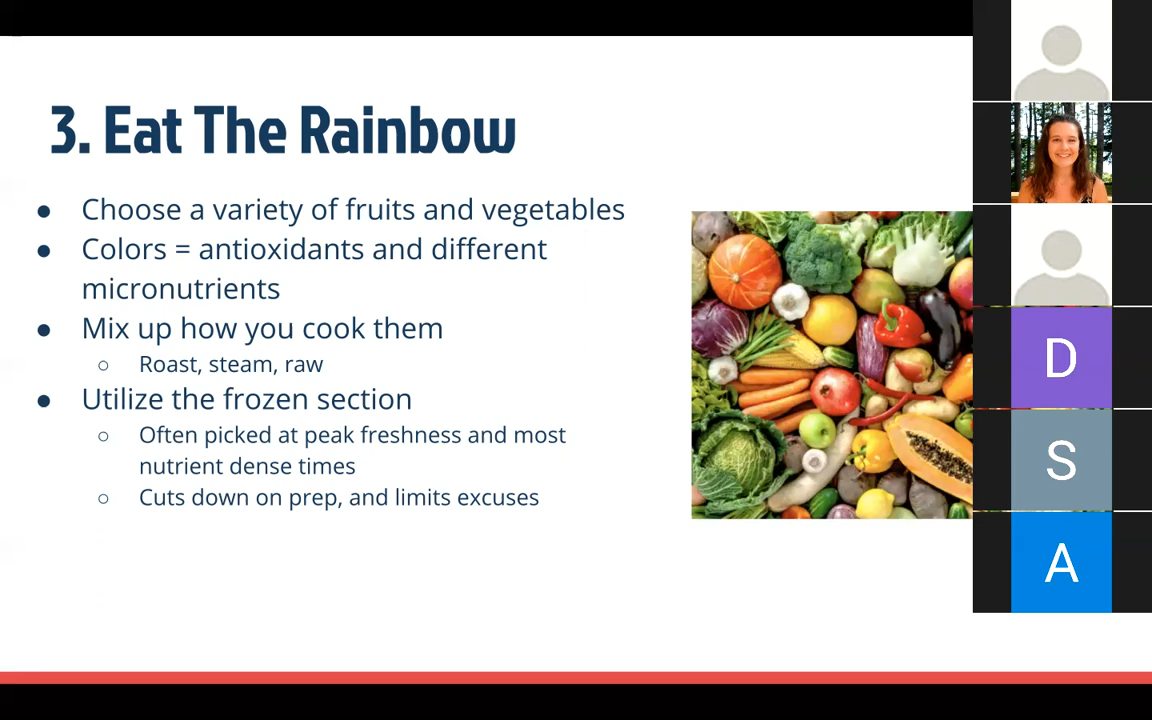 3. Eat The Rainbow
● Choose a variety of fruits and vegetables
● Colors = antioxidants and different
micronutrients
● Mix up how you cook them
○ Roast, steam, raw
● Utilize the frozen section
○ Often picked at peak freshness and most
nutrient dense times
○ Cuts down on prep, and limits excuses
D
S
A